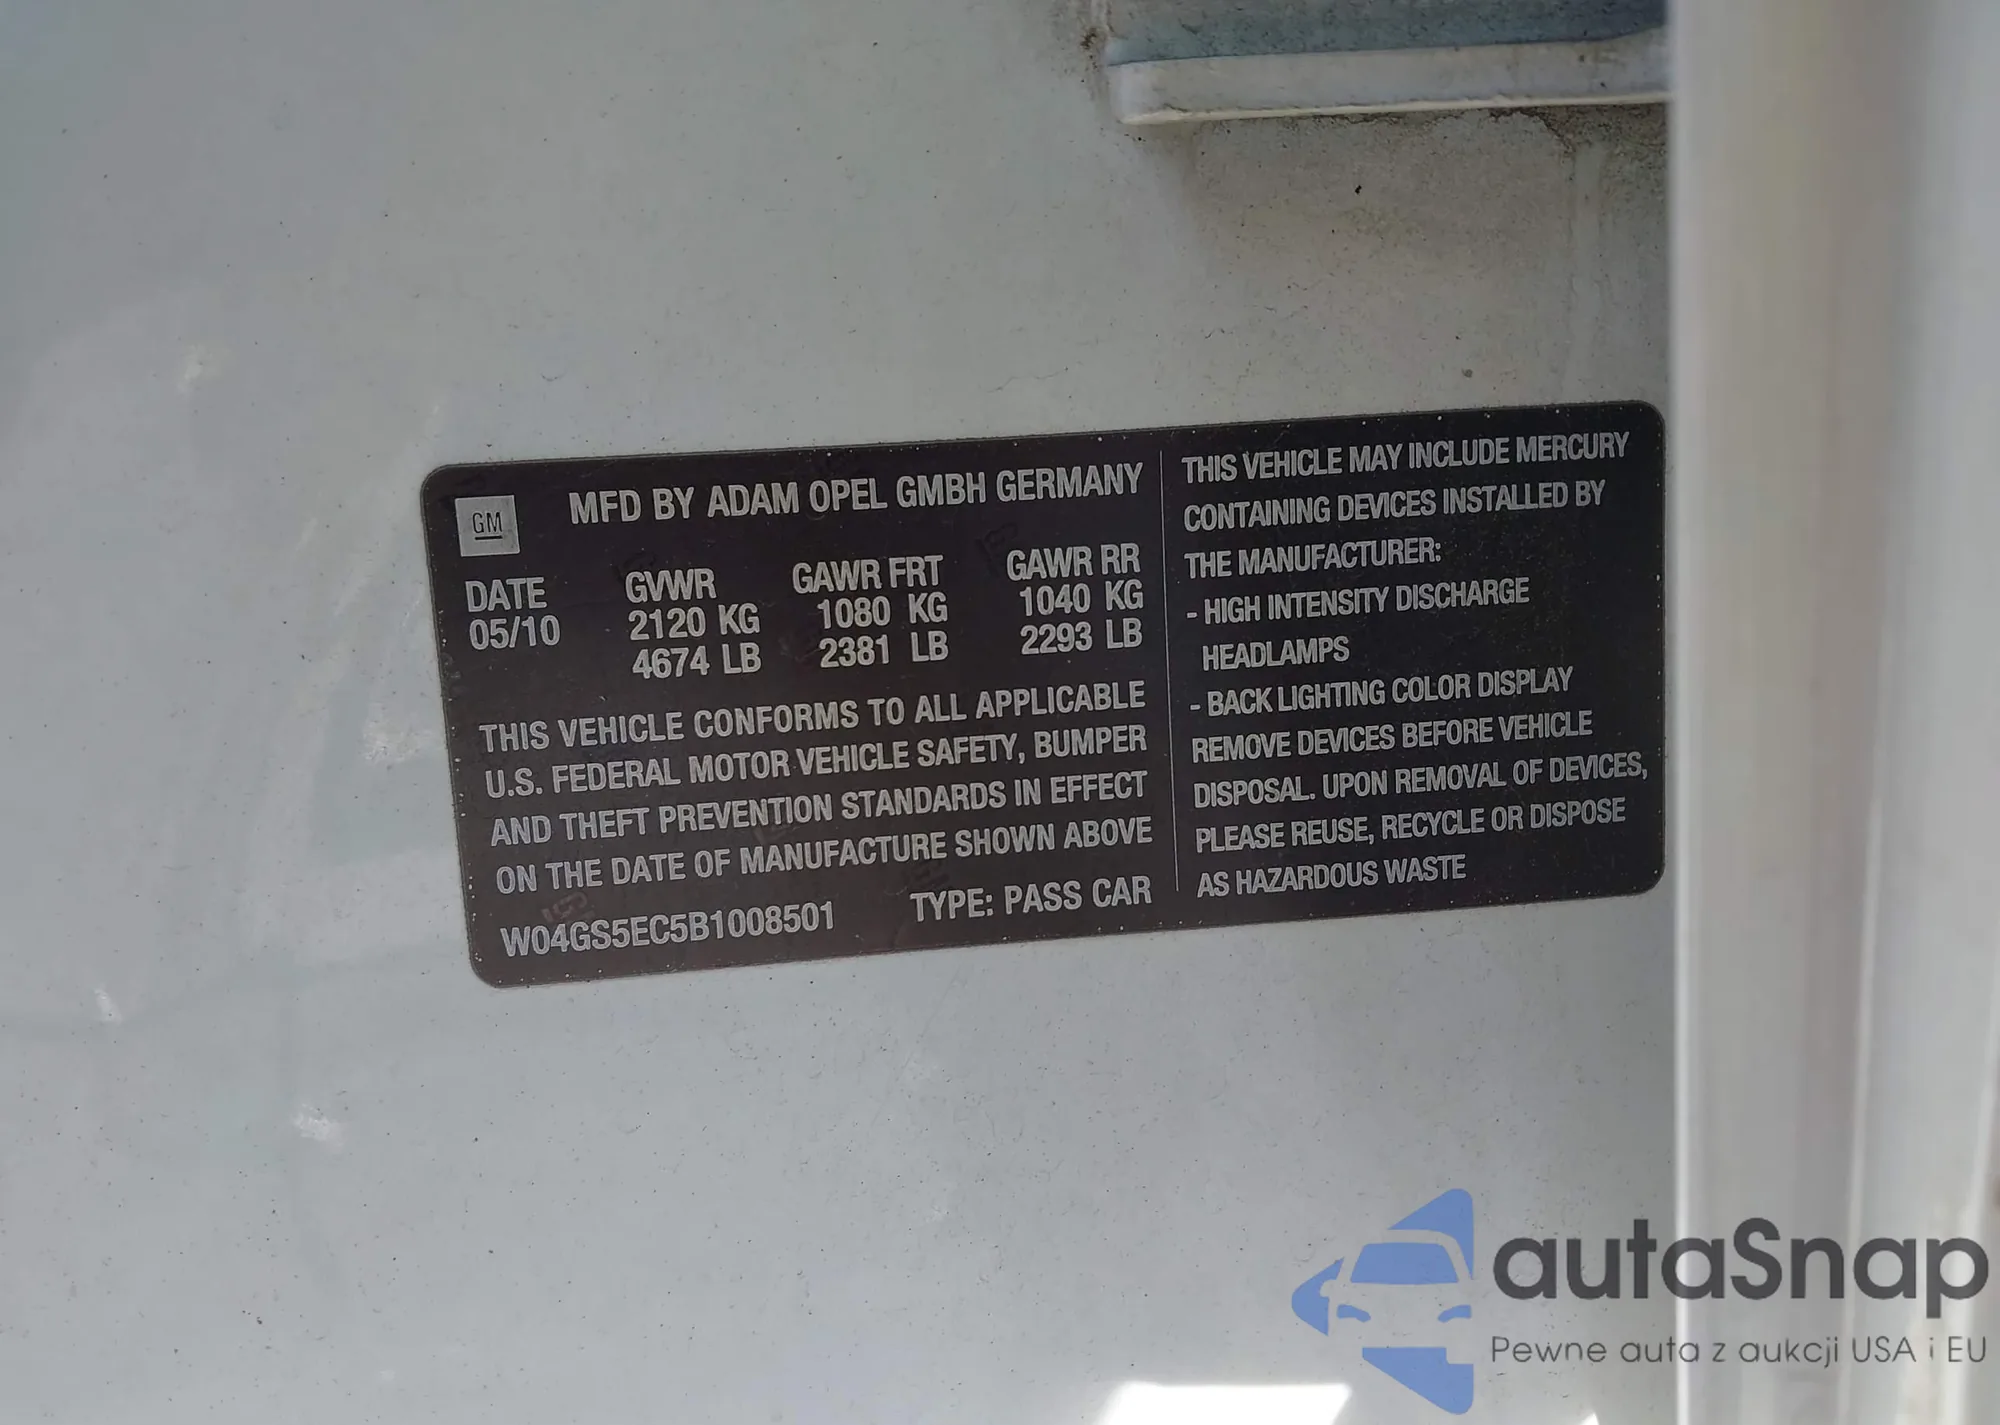 GM
MFD BY ADAM OPEL GMBH GERMANY
DATE GVWR GAWR FRT GAWR RR
05/10 2120 KG 1080 KG 1040 KG
4674 LB 2381 LB 2293 LB
THIS VEHICLE CONFORMS TO ALL APPLICABLE
U.S. FEDERAL MOTOR VEHICLE SAFETY, BUMPER
AND THEFT PREVENTION STANDARDS IN EFFECT
ON THE DATE OF MANUFACTURE SHOWN ABOVE
W04GS5EC5B1008501 TYPE: PASS CAR
THIS VEHICLE MAY INCLUDE MERCURY
CONTAINING DEVICES INSTALLED BY
THE MANUFACTURER:
- HIGH INTENSITY DISCHARGE
HEADLAMPS
- BACK LIGHTING COLOR DISPLAY
REMOVE DEVICES BEFORE VEHICLE
DISPOSAL. UPON REMOVAL OF DEVICES,
PLEASE REUSE, RECYCLE OR DISPOSE
AS HAZARDOUS WASTE
autaSnap
Pewne auta z aukcji USA i EU